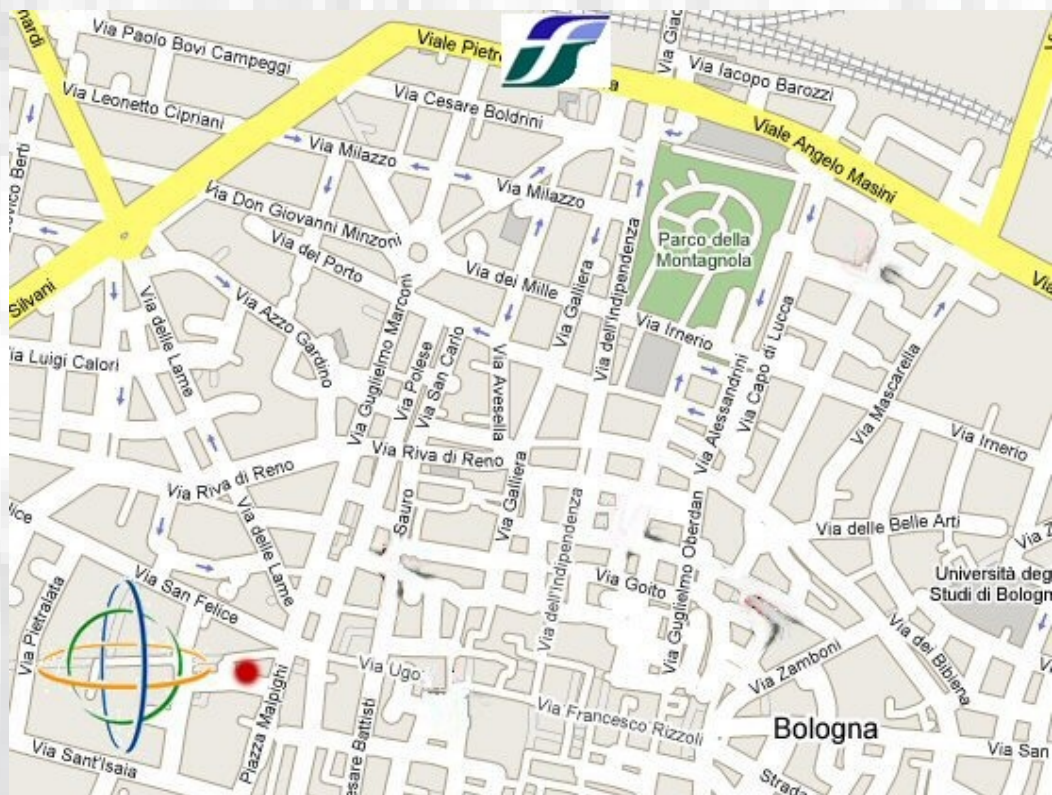 Via Paolo Bovi Campeggi
Viale Pietro
Via Iacopo Barozzi
Via Leonetto Cipriani
Via Cesare Boldrini
Viale Angelo Masini
Via Milazzo
Via Milazzo
Via Don Giovanni Minzoni
Via del Porto
Via dei Mille
Parco della
Montagnola
Silvani
Via Azzo Gardino
Via delle Lame
Via Guglielmo Marconi
Via Galliera
Via dell'Indipendenza
Via Irnerio
Via Capo di Lucca
Via Luigi Calori
Via Polese
Via San Carlo
Via Avesella
Via Alessandrini
Via Mascarella
Via Irnerio
Via Riva di Reno
Via Riva di Reno
Via delle Lame
Sauro
Via Galliera
Via dell'Indipendenza
Via Guglielmo Oberdan
Via delle Belle Arti
Via San Felice
Via Pietralata
Via Goito
Università deg
Studi di Bologn
Via dei Bibiena
Via Zamboni
Via Ugo
Piazza Malpighi
Cesare Battisti
Via Francesco Rizzoli
Bologna
Via San
Via Sant'Isaia
Strada